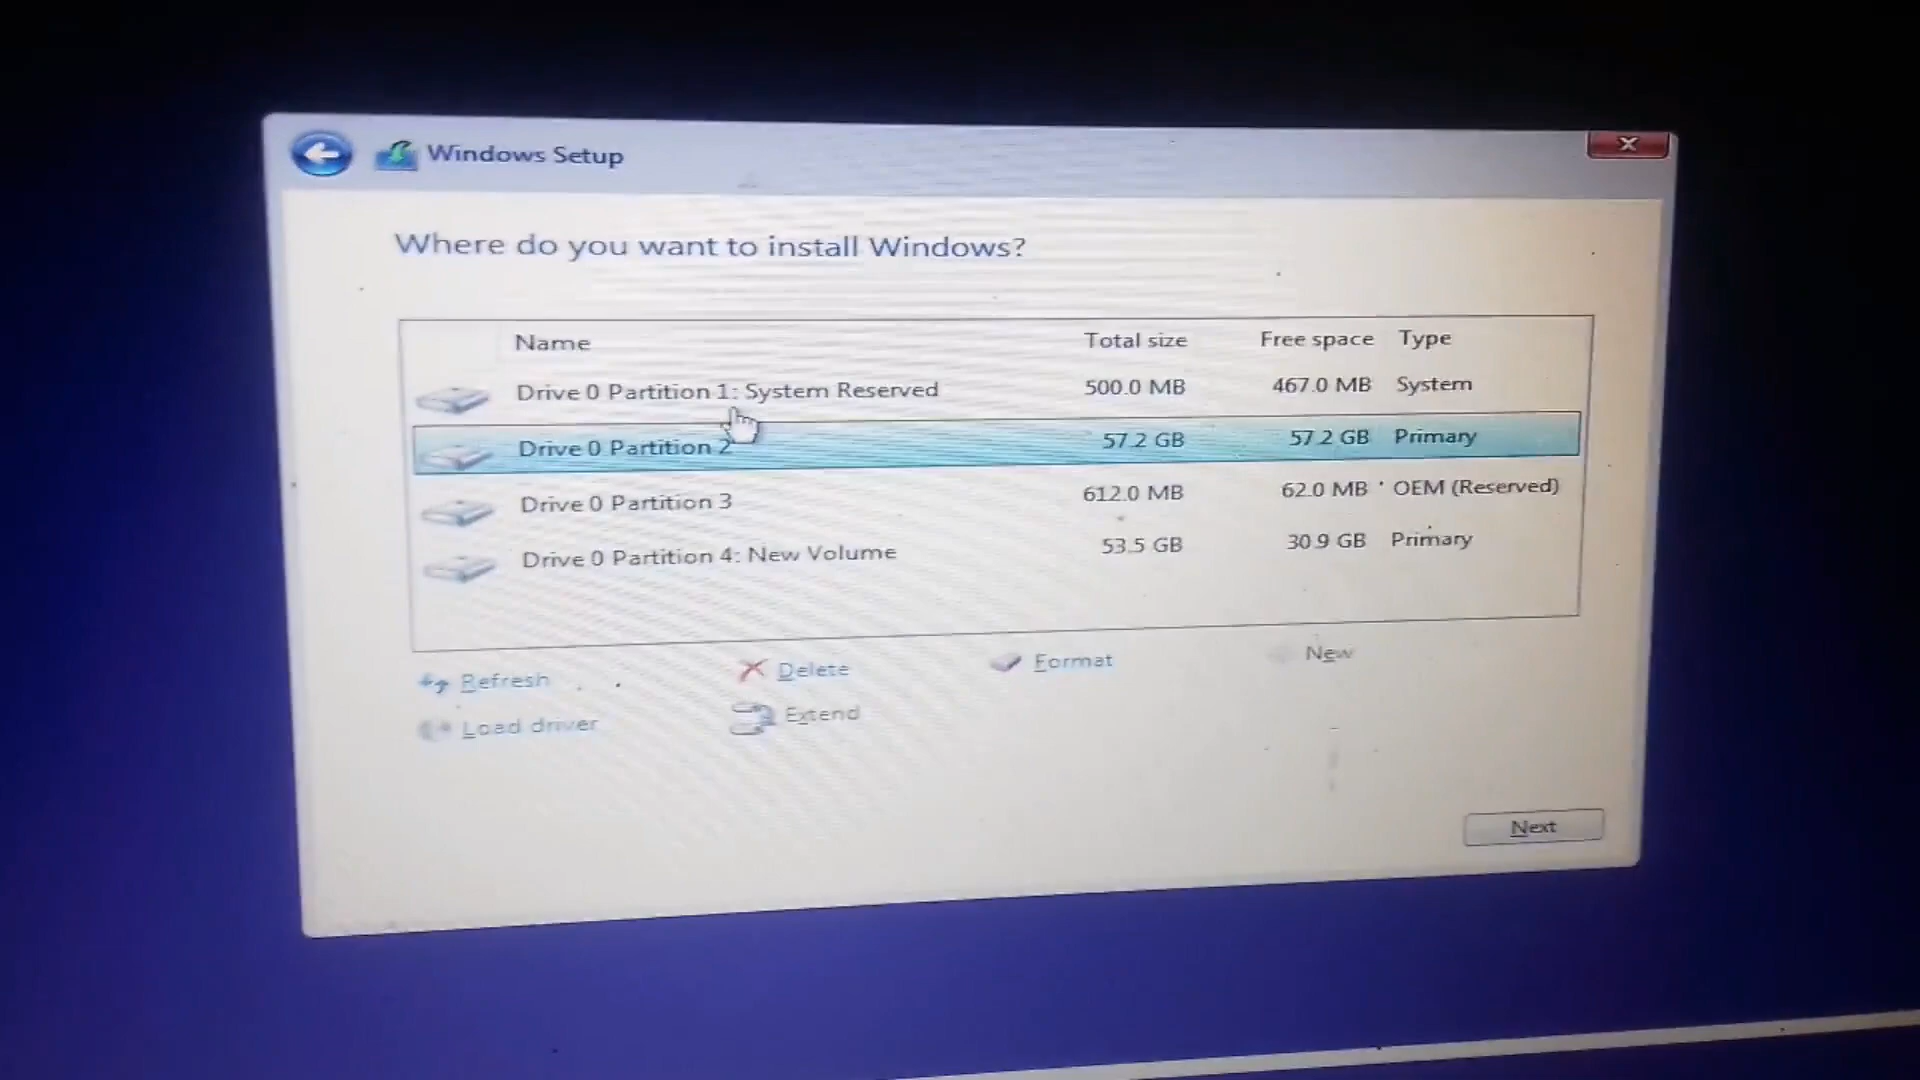 Windows Setup
Where do you want to install Windows?
Name Total size Free space Type
Drive 0 Partition 1: System Reserved 500.0 MB 467.0 MB System
Drive 0 Partition 2 57.2 GB 57.2 GB Primary
Drive 0 Partition 3 612.0 MB 62.0 MB OEM (Reserved)
Drive 0 Partition 4: New Volume 53.5 GB 30.9 GB Primary
Refresh Delete Format New
Load driver Extend
Next